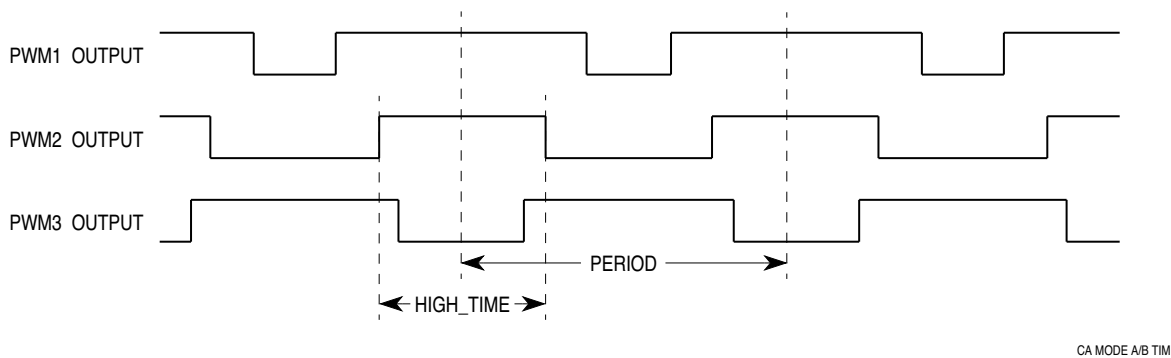 PWM1 OUTPUT
PWM2 OUTPUT
PWM3 OUTPUT
PERIOD
HIGH_TIME
CA MODE A/B TIM